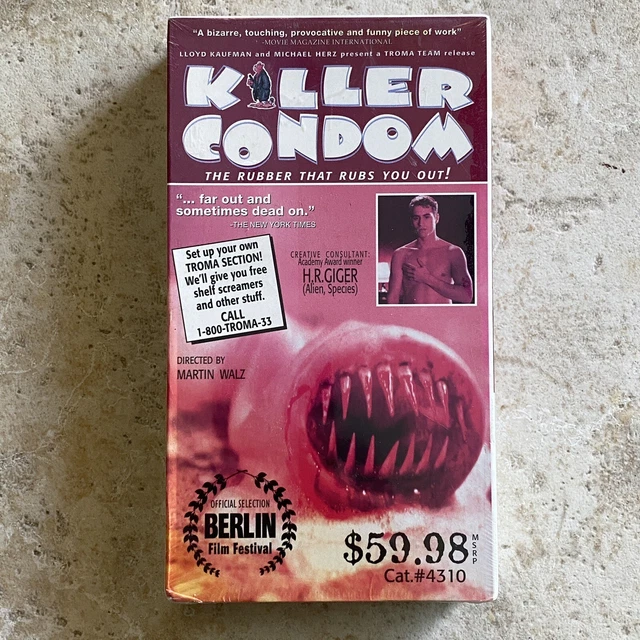 "A bizarre, touching, provocative and funny piece of work"
-MOVIE MAGAZINE INTERNATIONAL
LLOYD KAUFMAN and MICHAEL HERZ present a TROMA TEAM release
KILLER
CONDOM
THE RUBBER THAT RUBS YOU OUT!
"... far out and
sometimes dead on."
-THE NEW YORK TIMES
Set up your own
TROMA SECTION!
We'll give you free
shelf screamers
and other stuff.
CALL
1-800-TROMA-33
CREATIVE CONSULTANT:
Academy Award winner
H.R.GIGER
(Alien, Species)
DIRECTED BY
MARTIN WALZ
OFFICIAL SELECTION
BERLIN
Film Festival
$59.98 MSRP
Cat.#4310